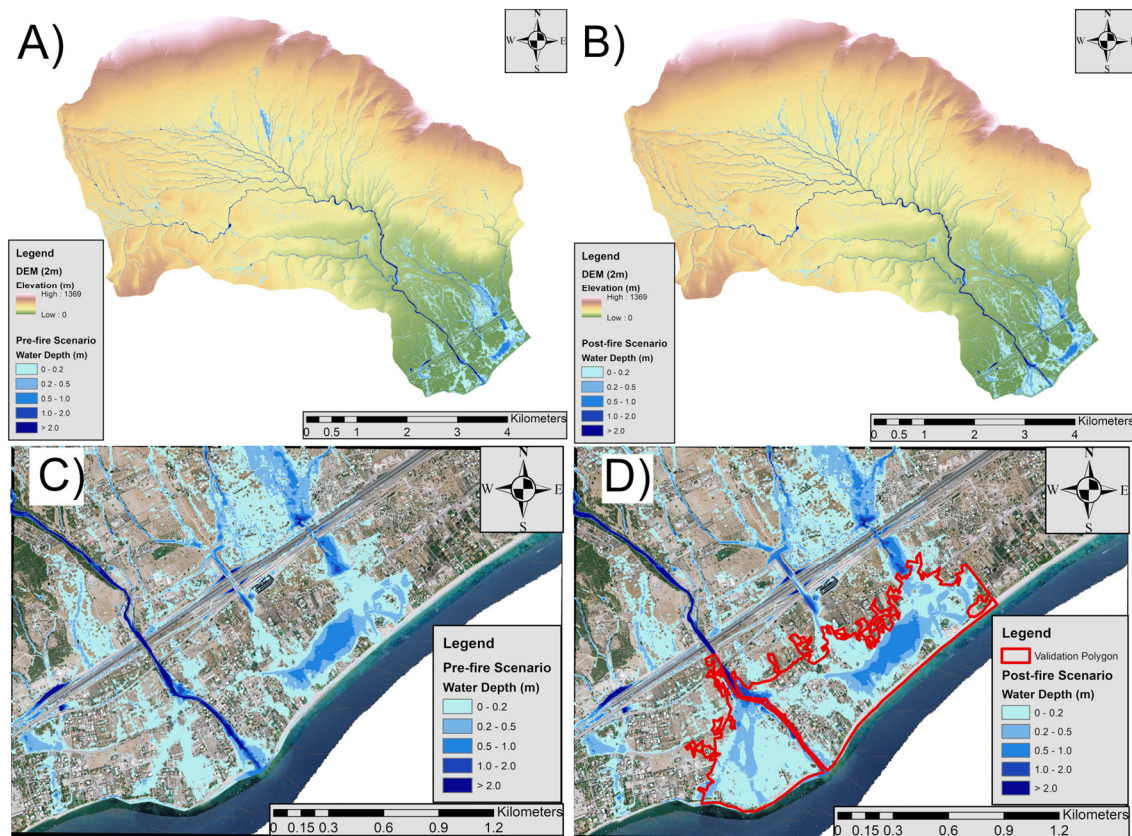 A)
N
W
E
S
Legend
DEM (2m)
Elevation (m)
High : 1369
Low : 0
Pre-fire Scenario
Water Depth (m)
0 - 0.2
0.2 - 0.5
0.5 - 1.0
1.0 - 2.0
> 2.0
Kilometers
0 0.5 1 2 3 4
B)
N
W
E
S
Legend
DEM (2m)
Elevation (m)
High : 1369
Low : 0
Post-fire Scenario
Water Depth (m)
0 - 0.2
0.2 - 0.5
0.5 - 1.0
1.0 - 2.0
> 2.0
Kilometers
0 0.5 1 2 3 4
C)
N
W
E
S
Legend
Pre-fire Scenario
Water Depth (m)
0 - 0.2
0.2 - 0.5
0.5 - 1.0
1.0 - 2.0
> 2.0
Kilometers
0 0.15 0.3 0.6 0.9 1.2
D)
N
W
E
S
Legend
Validation Polygon
Post-fire Scenario
Water Depth (m)
0 - 0.2
0.2 - 0.5
0.5 - 1.0
1.0 - 2.0
> 2.0
Kilometers
0 0.15 0.3 0.6 0.9 1.2